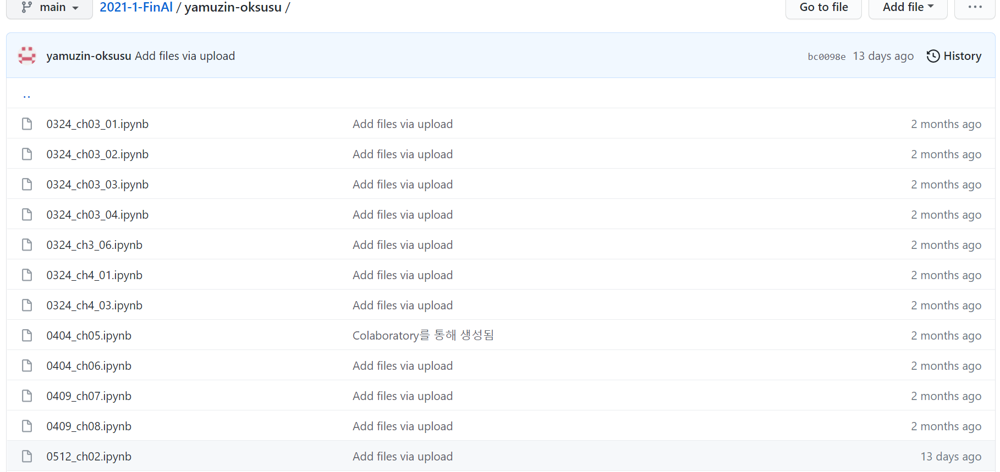 main 2021-1-FinAI / yamuzin-oksusu / Go to file Add file ...
yamuzin-oksusu Add files via upload bc0098e 13 days ago History
..
0324_ch03_01.ipynb Add files via upload 2 months ago
0324_ch03_02.ipynb Add files via upload 2 months ago
0324_ch03_03.ipynb Add files via upload 2 months ago
0324_ch03_04.ipynb Add files via upload 2 months ago
0324_ch3_06.ipynb Add files via upload 2 months ago
0324_ch4_01.ipynb Add files via upload 2 months ago
0324_ch4_03.ipynb Add files via upload 2 months ago
0404_ch05.ipynb Colaboratory를 통해 생성됨 2 months ago
0404_ch06.ipynb Add files via upload 2 months ago
0409_ch07.ipynb Add files via upload 2 months ago
0409_ch08.ipynb Add files via upload 2 months ago
0512_ch02.ipynb Add files via upload 13 days ago